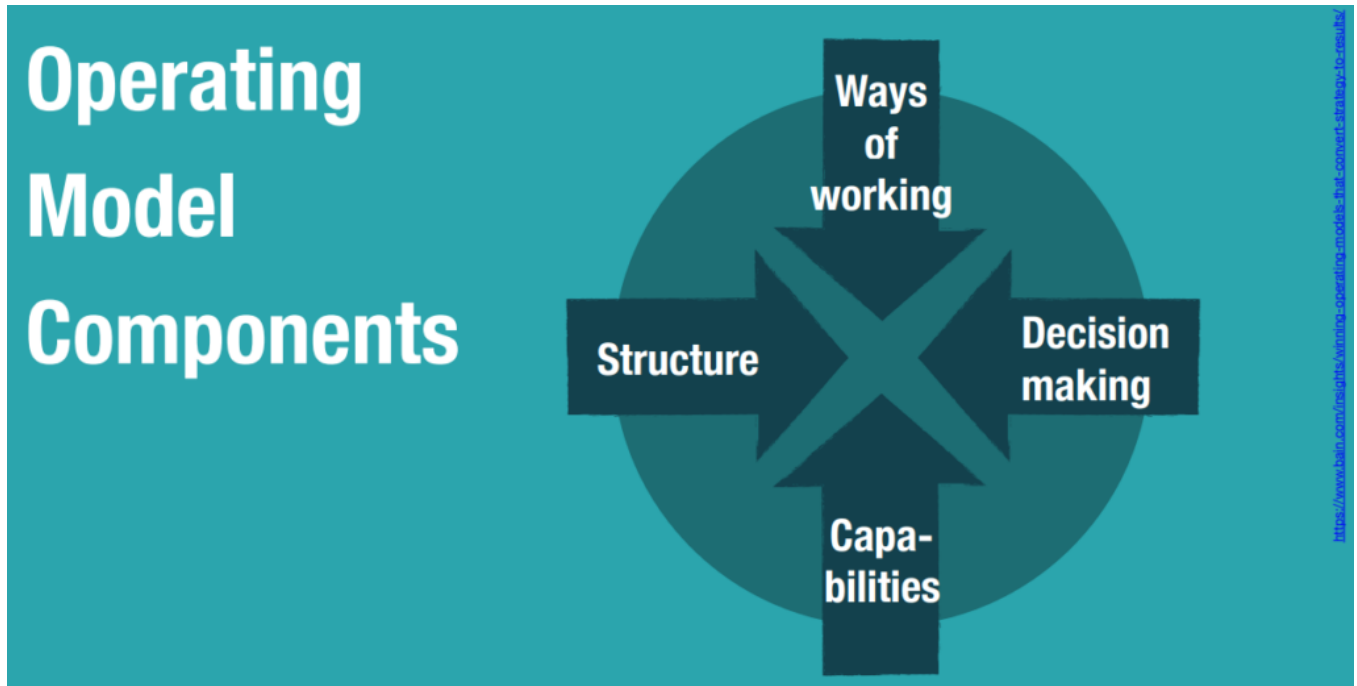 Operating
Model
Components
Ways
of
working
Structure
Decision
making
Capa-
bilities
https://www.bain.com/insights/winning-operating-models-that-convert-strategy-to-results/